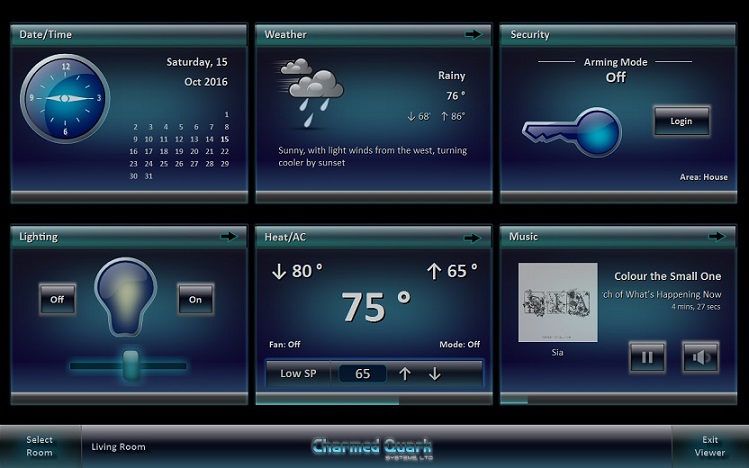 Date/Time
Saturday, 15
Oct 2016
12
9
3
6
1
2 3 4 5 6 7 8
9 10 11 12 13 14 15
16 17 18 19 20 21 22
23 24 25 26 27 28 29
30 31
Weather
Rainy
76 °
↓ 68° ↑ 86°
Sunny, with light winds from the west, turning
cooler by sunset
Security
Arming Mode
Off
Login
Area: House
Lighting
Off
On
Heat/AC
↓ 80 ° ↑ 65 °
75 °
Fan: Off Mode: Off
Low SP 65 ↑ ↓
Music
Colour the Small One
rch of What's Happening Now
4 mins, 27 secs
Sia
Select
Room
Living Room
Charmed Quark
SYSTEMS, LTD
Exit
Viewer